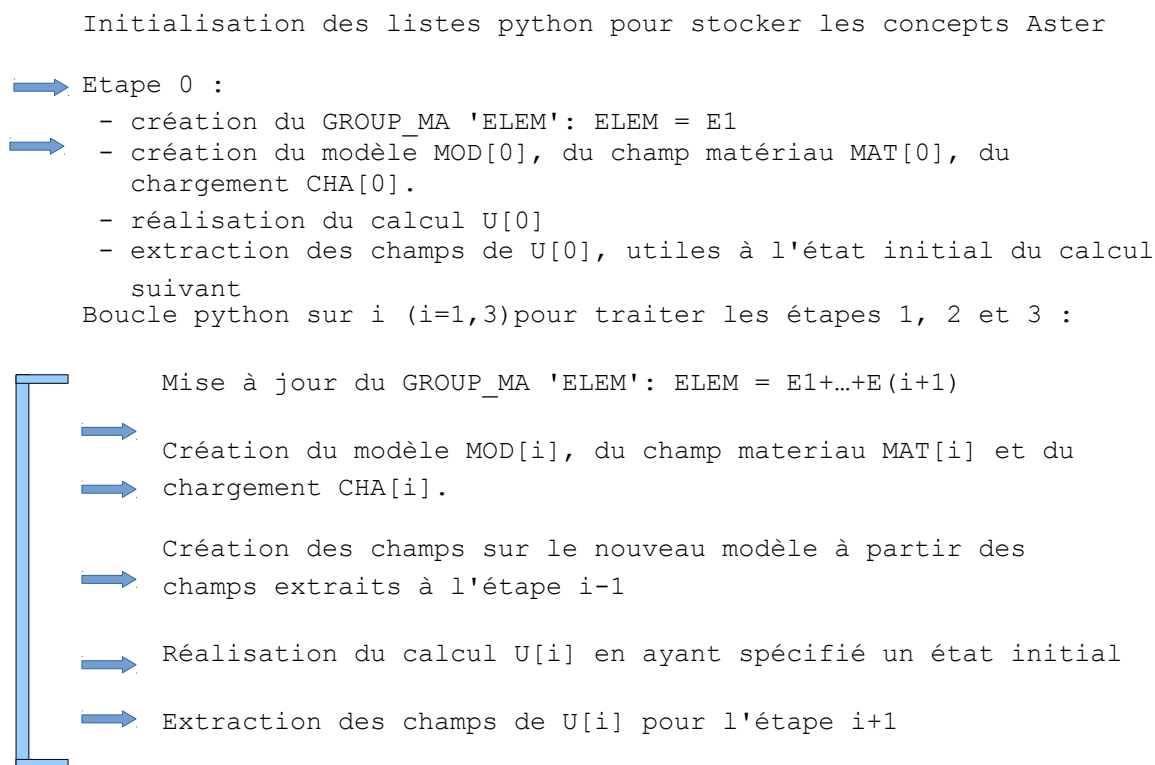 Initialisation des listes python pour stocker les concepts Aster
Etape 0 :
- création du GROUP_MA 'ELEM': ELEM = E1
- création du modèle MOD[0], du champ matériau MAT[0], du
chargement CHA[0].
- réalisation du calcul U[0]
- extraction des champs de U[0], utiles à l'état initial du calcul
suivant
Boucle python sur i (i=1,3)pour traiter les étapes 1, 2 et 3 :
Mise à jour du GROUP_MA 'ELEM': ELEM = E1+…+E(i+1)
Création du modèle MOD[i], du champ materiau MAT[i] et du
chargement CHA[i].
Création des champs sur le nouveau modèle à partir des
champs extraits à l'étape i-1
Réalisation du calcul U[i] en ayant spécifié un état initial
Extraction des champs de U[i] pour l'étape i+1